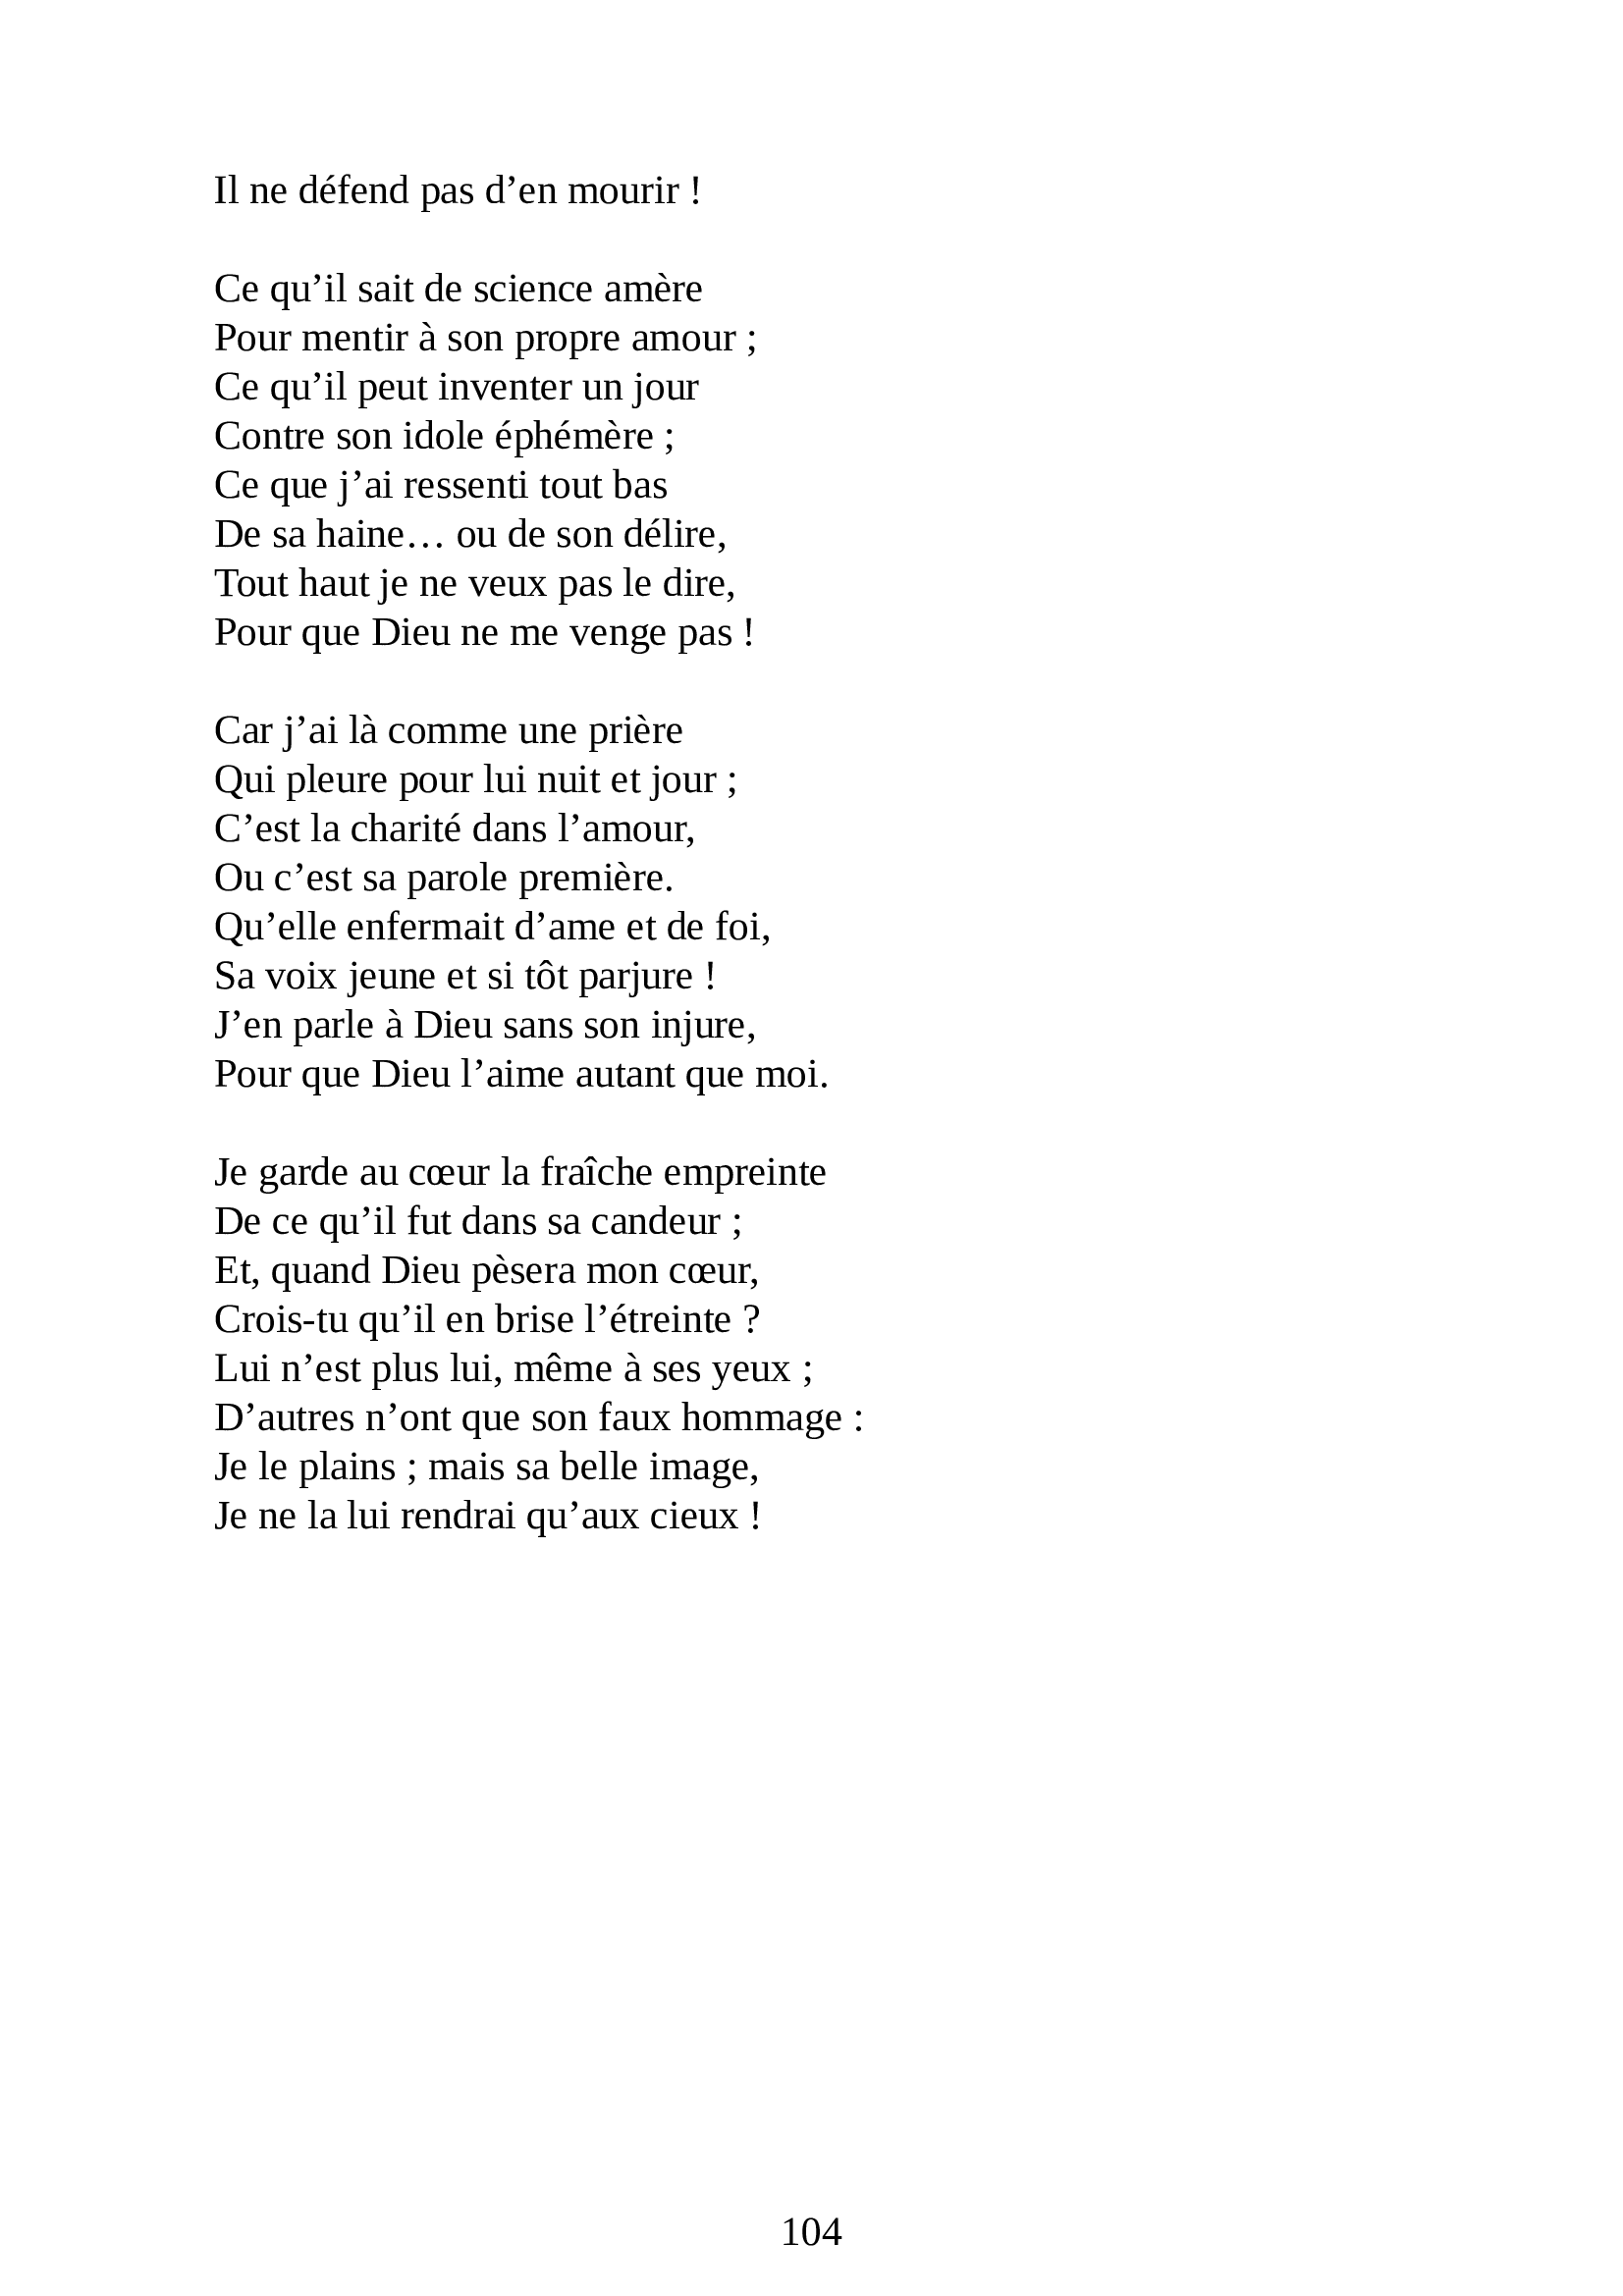 Il ne défend pas d’en mourir !

Ce qu’il sait de science amère
Pour mentir à son propre amour ;
Ce qu’il peut inventer un jour
Contre son idole éphémère ;
Ce que j’ai ressenti tout bas
De sa haine… ou de son délire,
Tout haut je ne veux pas le dire,
Pour que Dieu ne me venge pas !

Car j’ai là comme une prière
Qui pleure pour lui nuit et jour ;
C’est la charité dans l’amour,
Ou c’est sa parole première.
Qu’elle enfermait d’ame et de foi,
Sa voix jeune et si tôt parjure !
J’en parle à Dieu sans son injure,
Pour que Dieu l’aime autant que moi.

Je garde au cœur la fraîche empreinte
De ce qu’il fut dans sa candeur ;
Et, quand Dieu pèsera mon cœur,
Crois-tu qu’il en brise l’étreinte ?
Lui n’est plus lui, même à ses yeux ;
D’autres n’ont que son faux hommage :
Je le plains ; mais sa belle image,
Je ne la lui rendrai qu’aux cieux !

104